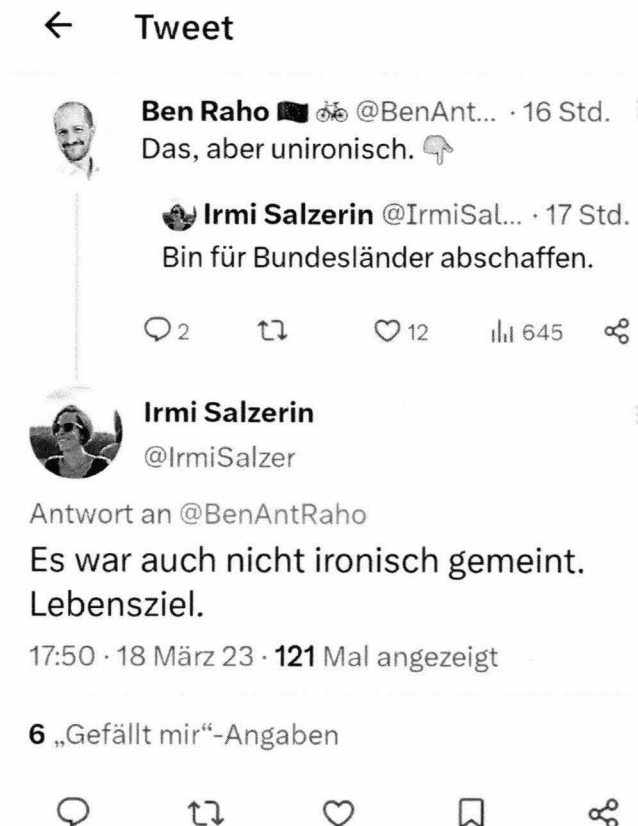 Tweet
Ben Raho @BenAnt... · 16 Std.
Das, aber unironisch.
Irmi Salzerin @IrmiSal... · 17 Std.
Bin für Bundesländer abschaffen.
2 12 645
Irmi Salzerin
@IrmiSalzer
Antwort an @BenAntRaho
Es war auch nicht ironisch gemeint.
Lebensziel.
17:50 · 18 März 23 · 121 Mal angezeigt
6 „Gefällt mir“-Angaben